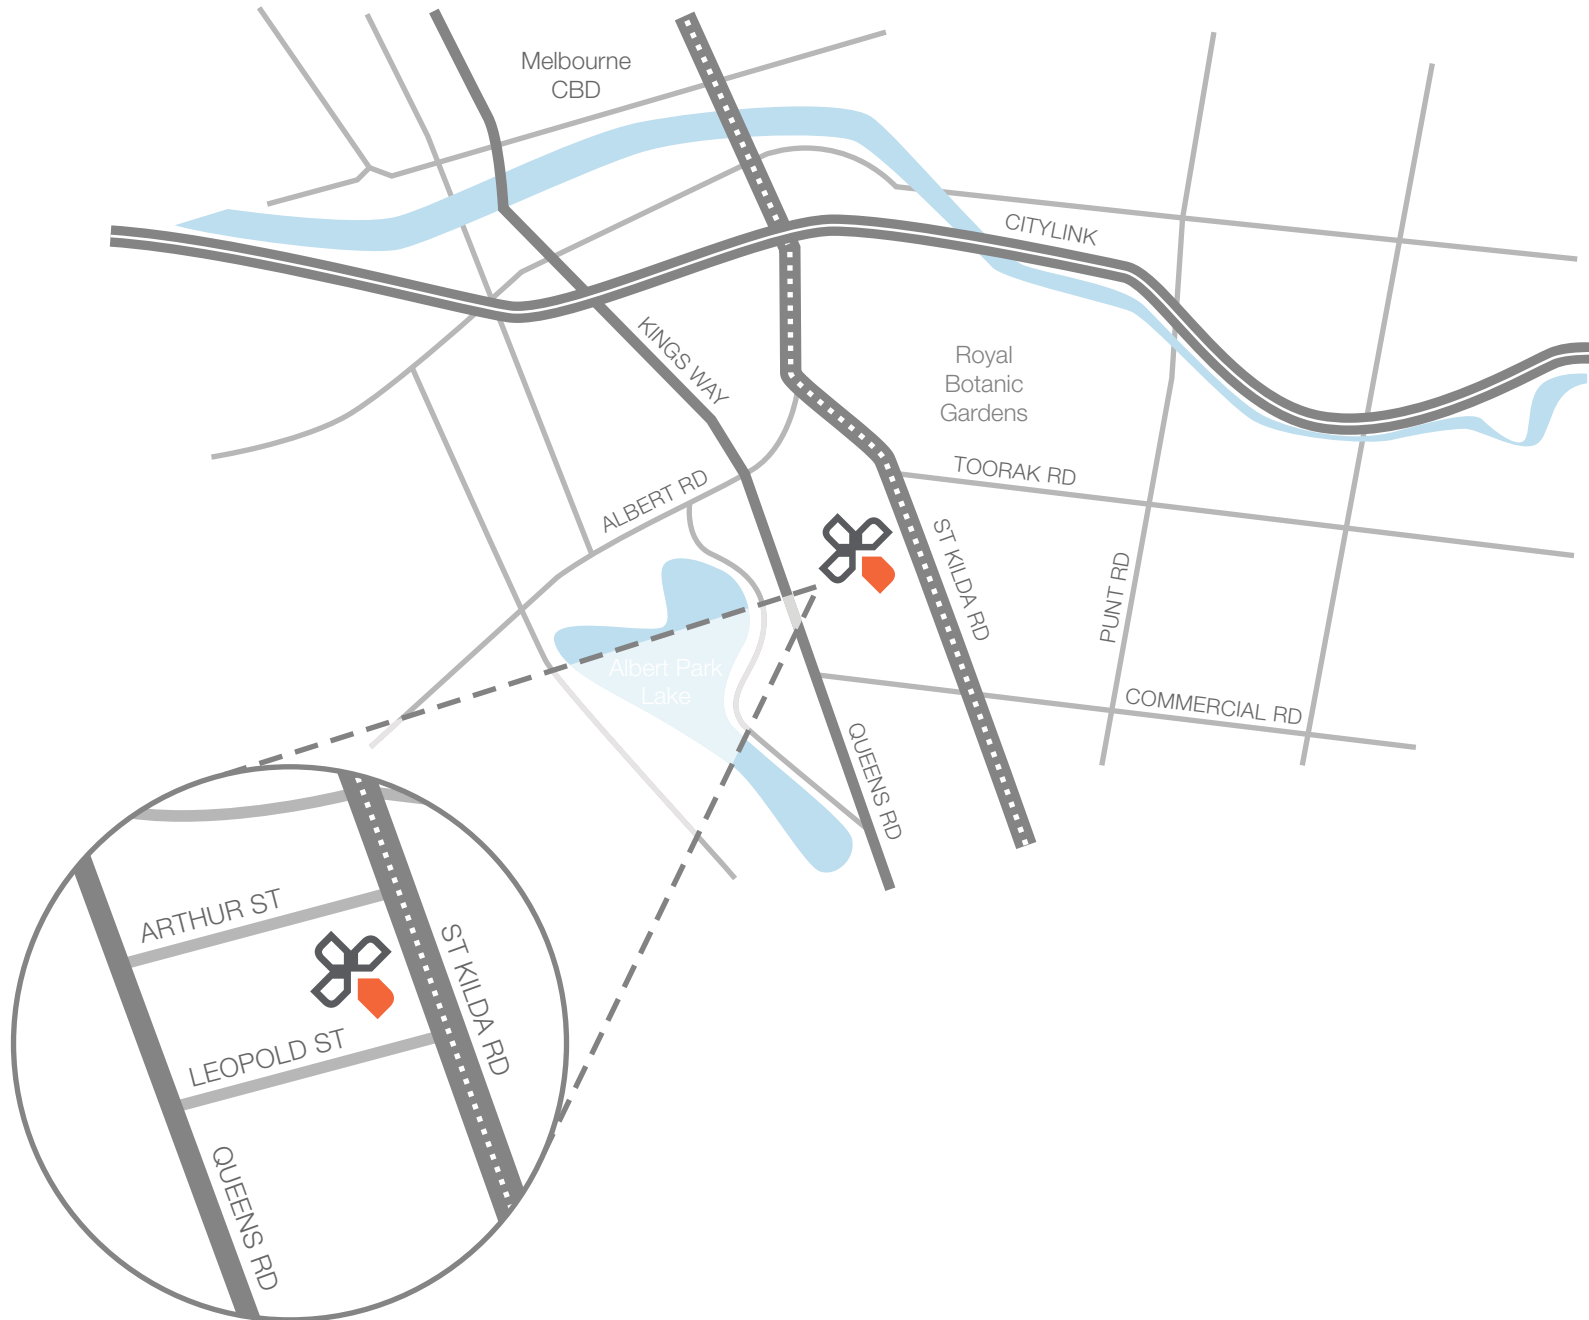 Melbourne
CBD
CITYLINK
KINGS WAY
Royal
Botanic
Gardens
TOORAK RD
ALBERT RD
ST KILDA RD
PUNT RD
Albert Park
Lake
COMMERCIAL RD
QUEENS RD
ARTHUR ST
ST KILDA RD
LEOPOLD ST
QUEENS RD